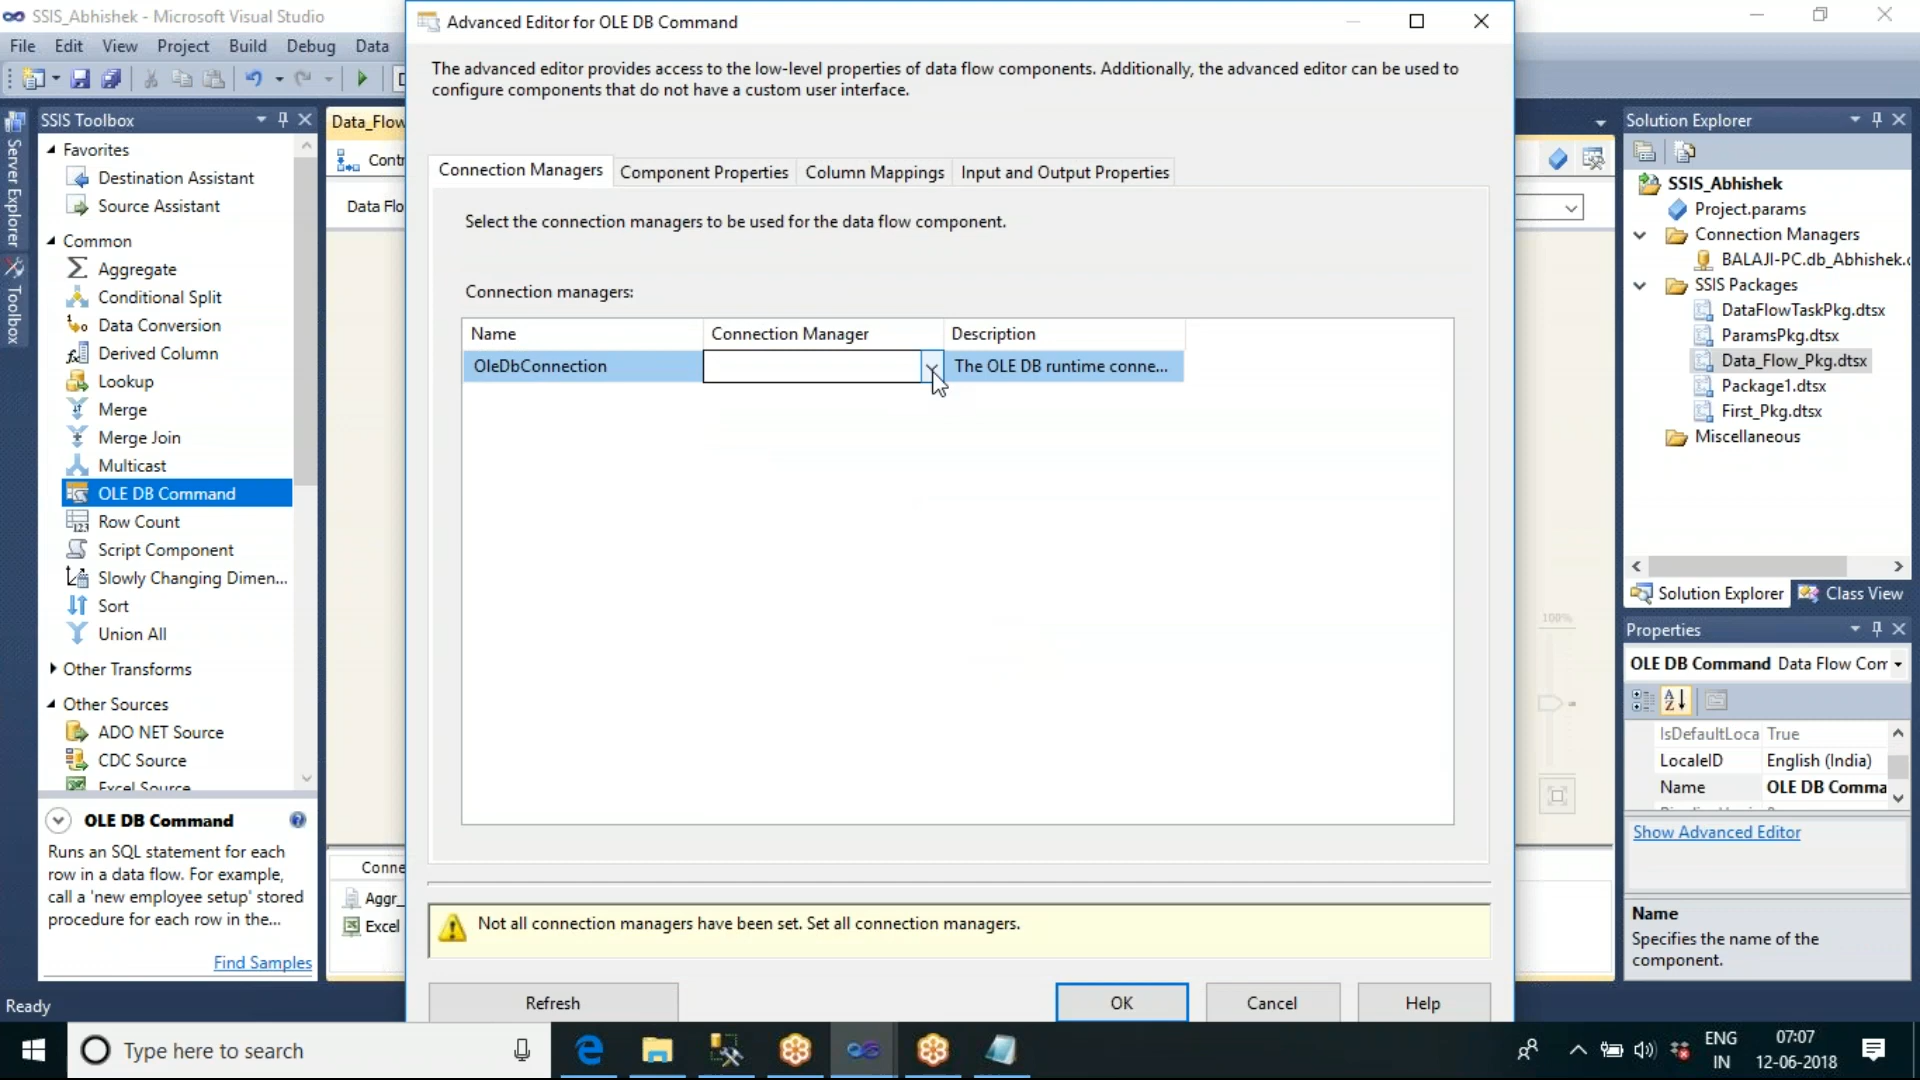 SSIS_Abhishek - Microsoft Visual Studio
File Edit View Project Build Debug Data
Server Explorer
Toolbox
SSIS Toolbox
Favorites
Destination Assistant
Source Assistant
Common
Aggregate
Conditional Split
Data Conversion
Derived Column
Lookup
Merge
Merge Join
Multicast
OLE DB Command
Row Count
Script Component
Slowly Changing Dimen...
Sort
Union All
Other Transforms
Other Sources
ADO NET Source
CDC Source
Excel Source
OLE DB Command
Runs an SQL statement for each
row in a data flow. For example,
call a 'new employee setup' stored
procedure for each row in the...
Find Samples
Ready
Data_Flow
Contr
Data Flo
Conne
Aggr_
Excel
Advanced Editor for OLE DB Command
The advanced editor provides access to the low-level properties of data flow components. Additionally, the advanced editor can be used to
configure components that do not have a custom user interface.
Connection Managers Component Properties Column Mappings Input and Output Properties
Select the connection managers to be used for the data flow component.
Connection managers:
Name Connection Manager Description
OleDbConnection The OLE DB runtime conne...
Not all connection managers have been set. Set all connection managers.
Refresh OK Cancel Help
100%
Solution Explorer
SSIS_Abhishek
Project.params
Connection Managers
BALAJI-PC.db_Abhishek.
SSIS Packages
DataFlowTaskPkg.dtsx
ParamsPkg.dtsx
Data_Flow_Pkg.dtsx
Package1.dtsx
First_Pkg.dtsx
Miscellaneous
Solution Explorer Class View
Properties
OLE DB Command Data Flow Com
IsDefaultLoca True
LocaleID English (India)
Name OLE DB Comma
Show Advanced Editor
Name
Specifies the name of the
component.
Type here to search
ENG
IN
07:07
12-06-2018